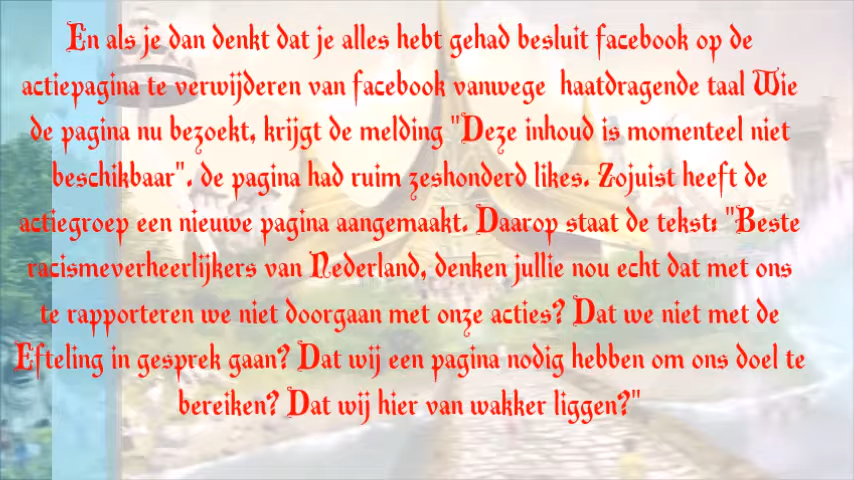 En als je dan denkt dat je alles hebt gehad besluit facebook op de
actiepagina te verwijderen van facebook vanwege haatdragende taal Wie
de pagina nu bezoekt, krijgt de melding "Deze inhoud is momenteel niet
beschikbaar". de pagina had ruim zeshonderd likes. Zojuist heeft de
actiegroep een nieuwe pagina aangemaakt. Daarop staat de tekst: "Beste
racismeverheerlijkers van Nederland, denken jullie nou echt dat met ons
te rapporteren we niet doorgaan met onze acties? Dat we niet met de
Efteling in gesprek gaan? Dat wij een pagina nodig hebben om ons doel te
bereiken? Dat wij hier van wakker liggen?"